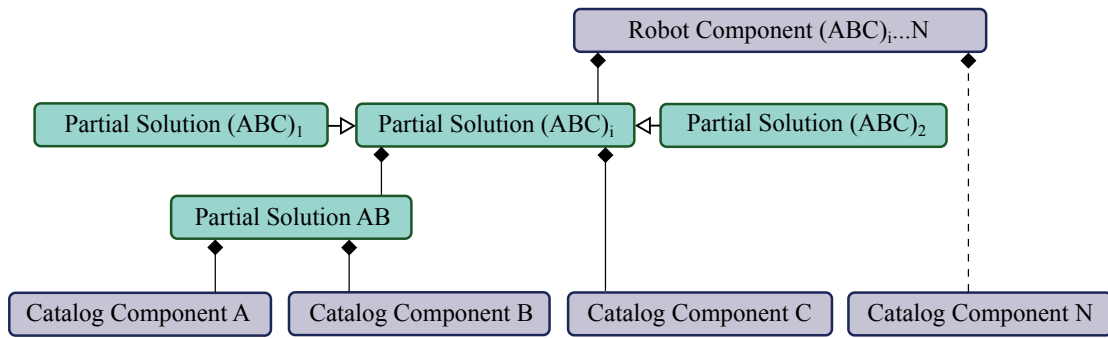 Robot Component (ABC)ᵢ...N
Partial Solution (ABC)₁
Partial Solution (ABC)ᵢ
Partial Solution (ABC)₂
Partial Solution AB
Catalog Component A
Catalog Component B
Catalog Component C
Catalog Component N